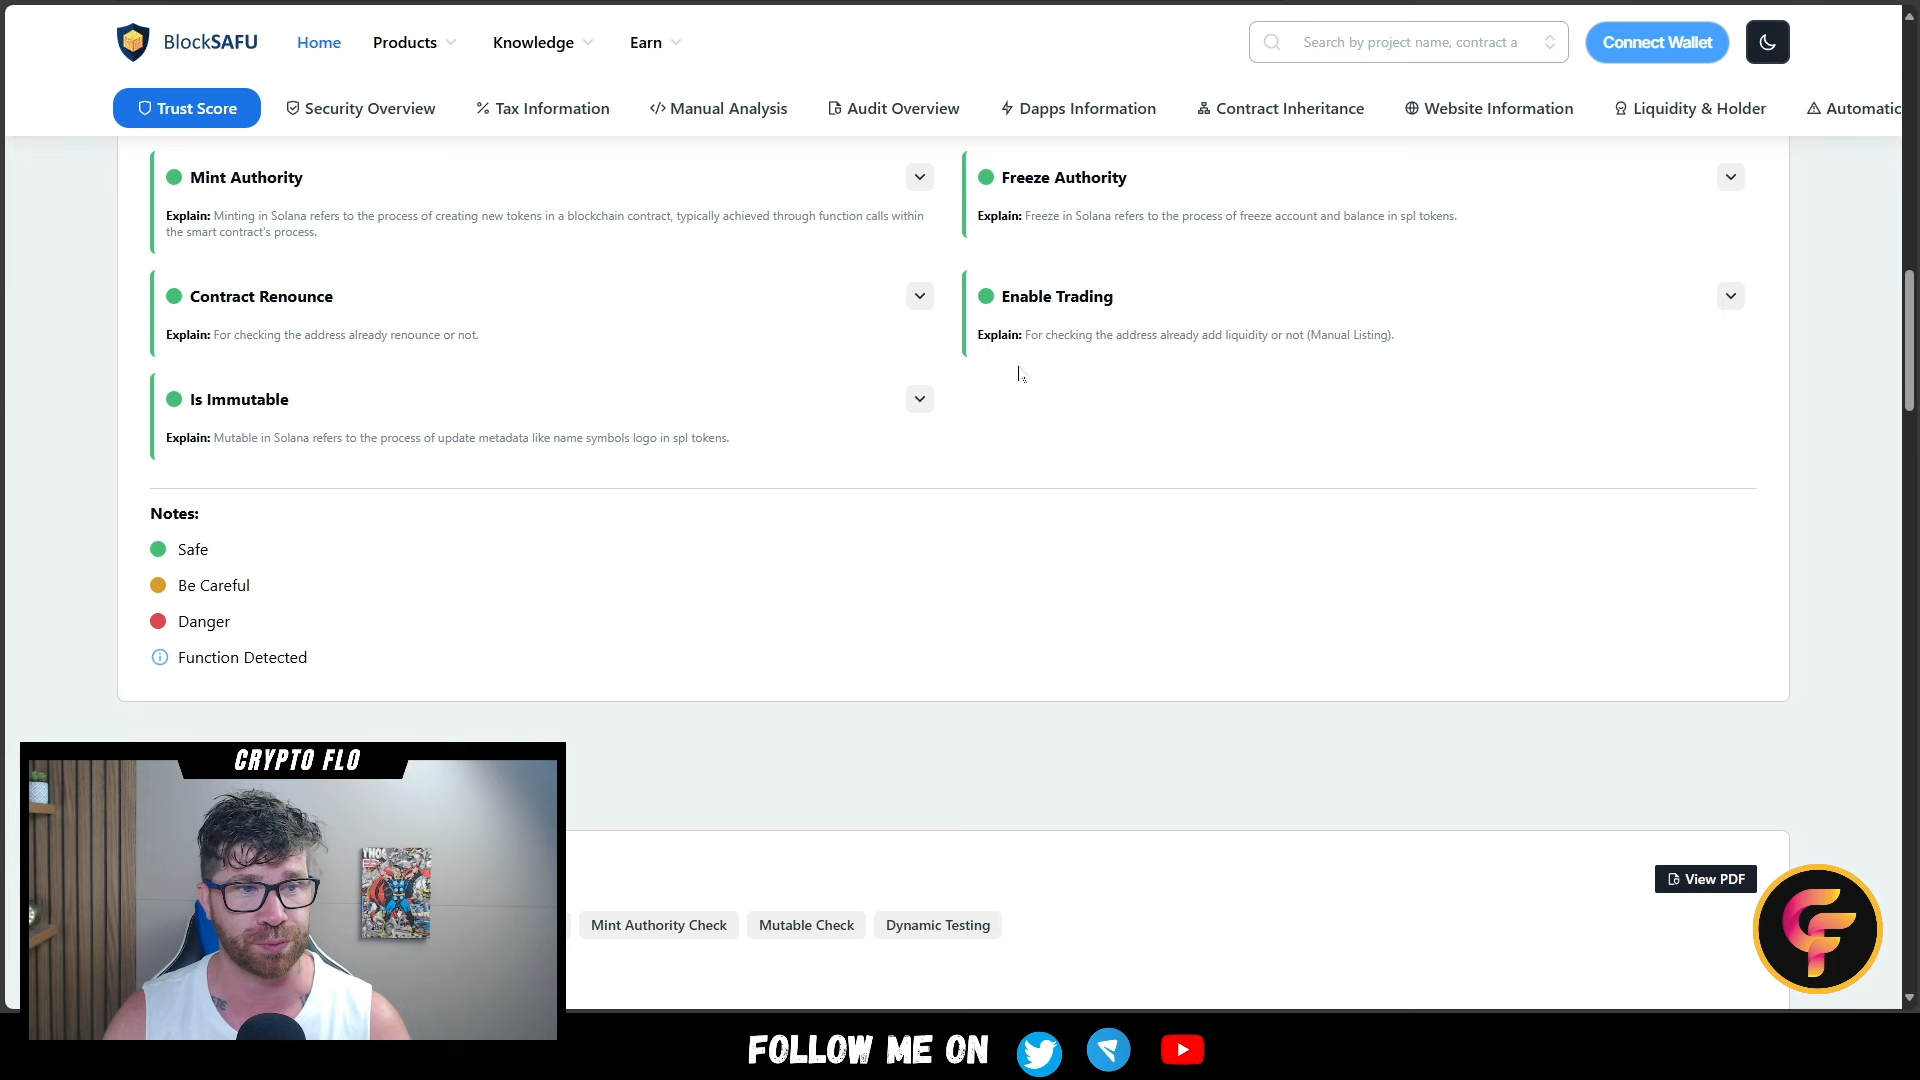 BlockSAFU
Home
Products
Knowledge
Earn
Search by project name, contract a
Connect Wallet
Trust Score
Security Overview
Tax Information
Manual Analysis
Audit Overview
Dapps Information
Contract Inheritance
Website Information
Liquidity & Holder
Automatic
Mint Authority
Explain: Minting in Solana refers to the process of creating new tokens in a blockchain contract, typically achieved through function calls within
the smart contract's process.
Freeze Authority
Explain: Freeze in Solana refers to the process of freeze account and balance in spl tokens.
Contract Renounce
Explain: For checking the address already renounce or not.
Enable Trading
Explain: For checking the address already add liquidity or not (Manual Listing).
Is Immutable
Explain: Mutable in Solana refers to the process of update metadata like name symbols logo in spl tokens.
Notes:
Safe
Be Careful
Danger
Function Detected
CRYPTO FLO
View PDF
Mint Authority Check
Mutable Check
Dynamic Testing
FOLLOW ME ON